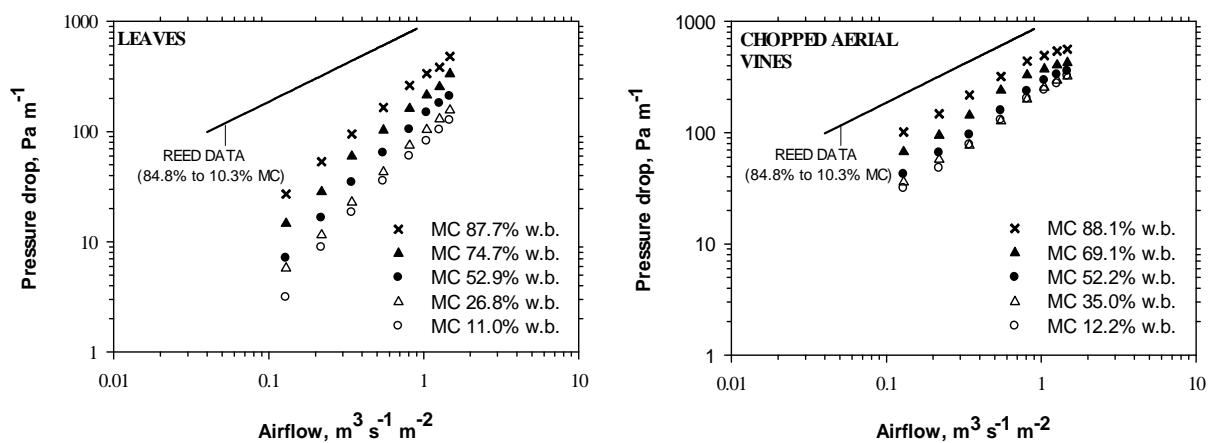 LEAVES
1000
100
10
1
Pressure drop, Pa m-1
REED DATA
(84.8% to 10.3% MC)
MC 87.7% w.b.
MC 74.7% w.b.
MC 52.9% w.b.
MC 26.8% w.b.
MC 11.0% w.b.
0.01 0.1 1 10
Airflow, m3 s-1 m-2
CHOPPED AERIAL
VINES
1000
100
10
1
Pressure drop, Pa m-1
REED DATA
(84.8% to 10.3% MC)
MC 88.1% w.b.
MC 69.1% w.b.
MC 52.2% w.b.
MC 35.0% w.b.
MC 12.2% w.b.
0.01 0.1 1 10
Airflow, m3 s-1 m-2